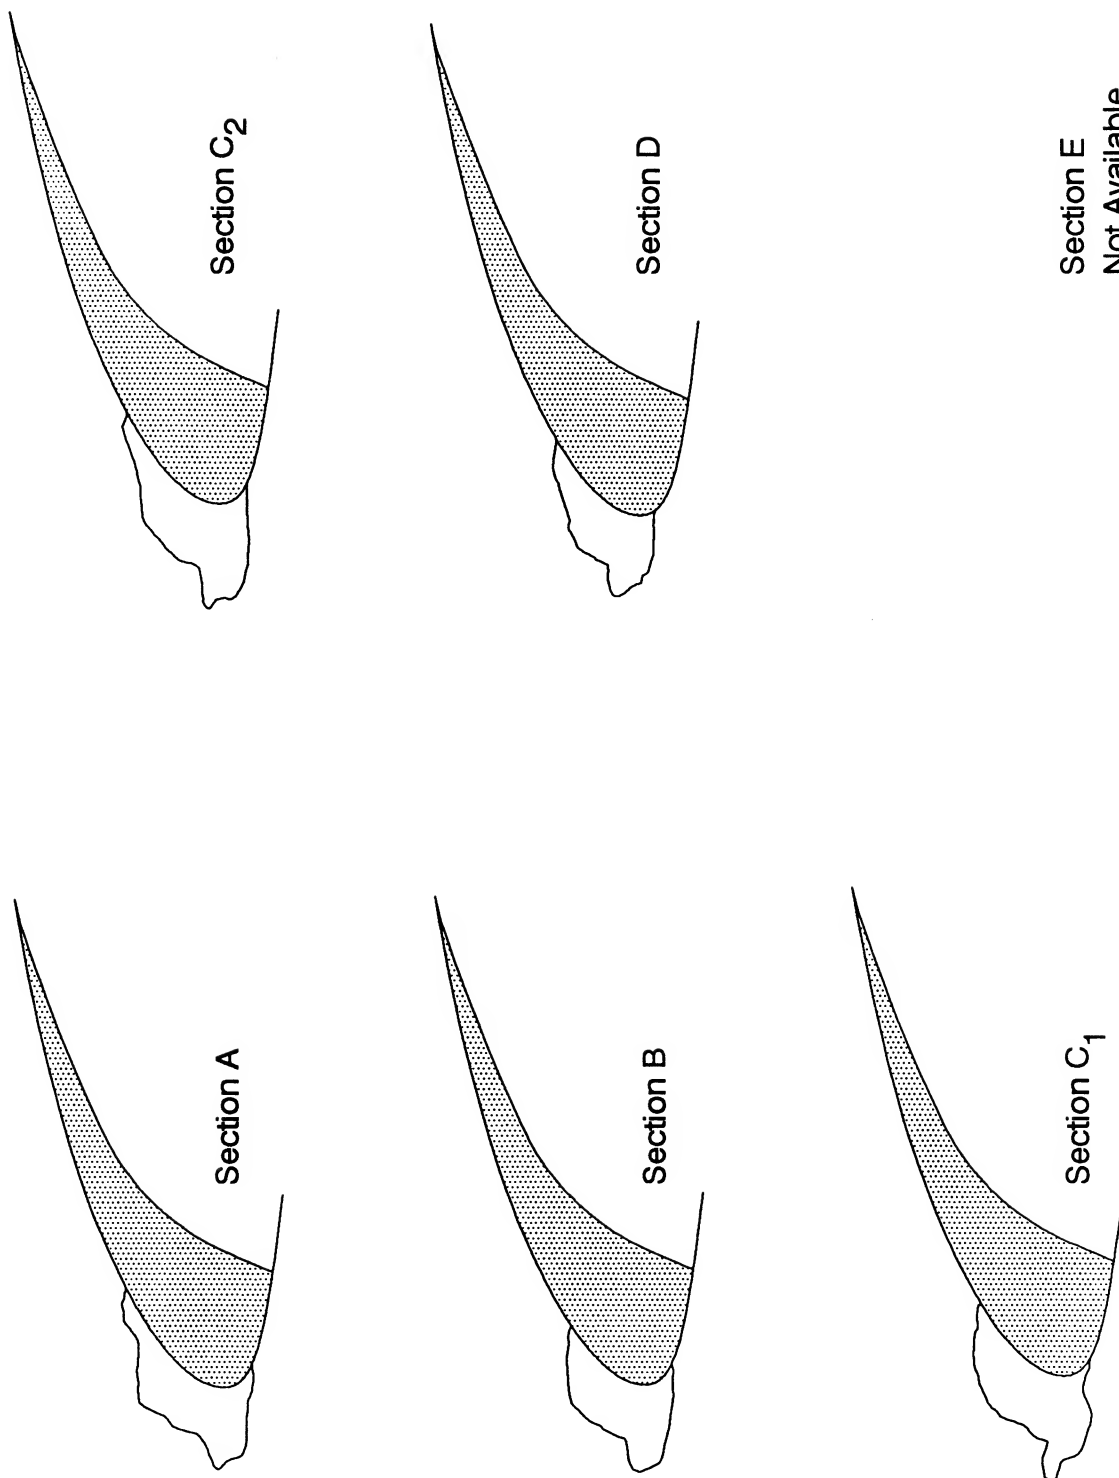 Section A
Section B
Section C₁
Section C₂
Section D
Section E
Not Available